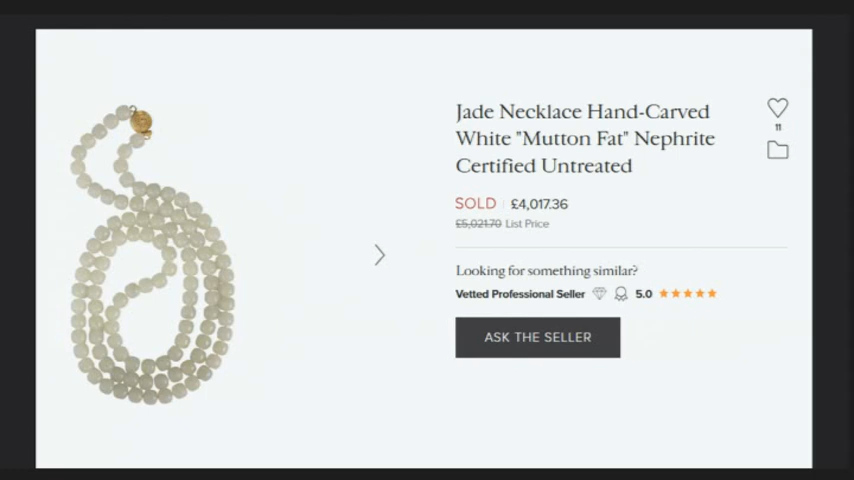 Jade Necklace Hand-Carved
White "Mutton Fat" Nephrite
Certified Untreated
11
SOLD £4,017.36
£5,021.70 List Price
Looking for something similar?
Vetted Professional Seller 5.0
ASK THE SELLER